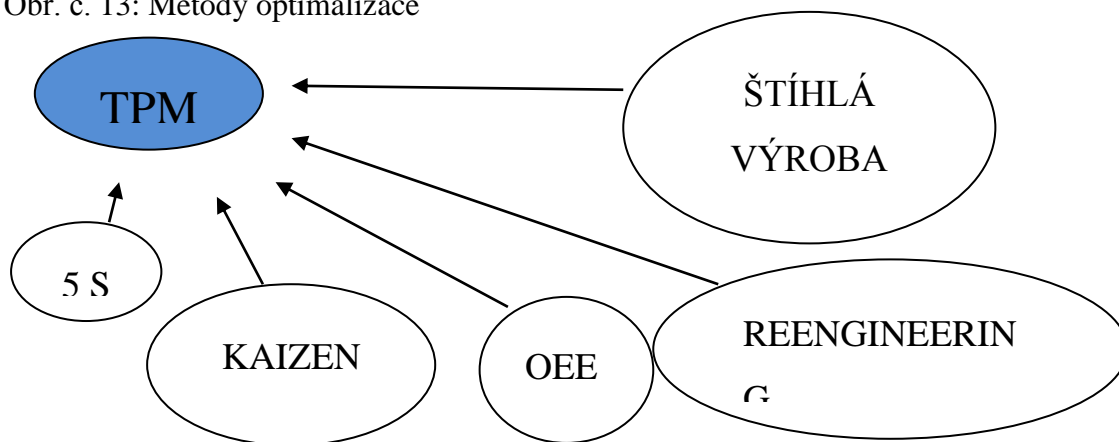 Obr. č. 13: Metody optimalizace
TPM
ŠTÍHLÁ
VÝROBA
5 S
KAIZEN
OEE
REENGINEERIN
G